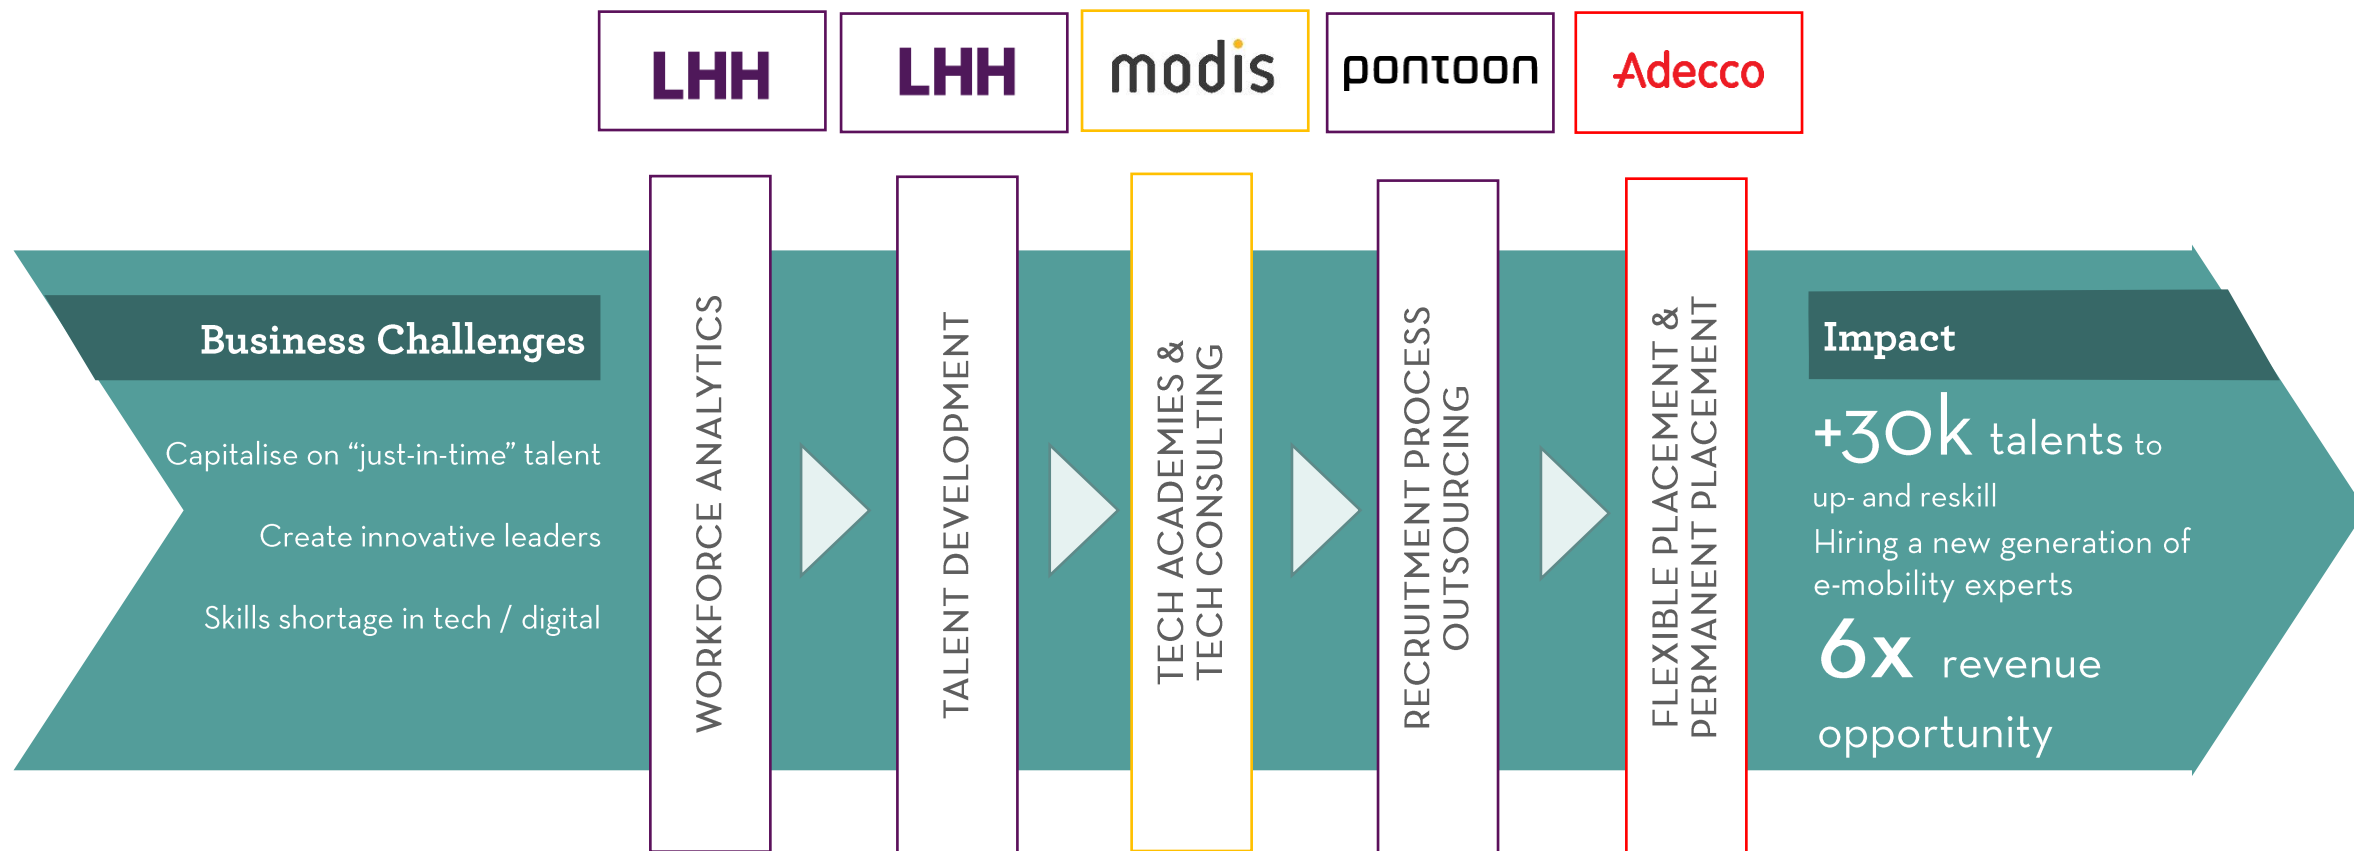 LHH
LHH
modis
pontoon
Adecco
Business Challenges
Capitalise on “just-in-time” talent
Create innovative leaders
Skills shortage in tech / digital
WORKFORCE ANALYTICS
TALENT DEVELOPMENT
TECH ACADEMIES &
TECH CONSULTING
RECRUITMENT PROCESS
OUTSOURCING
FLEXIBLE PLACEMENT &
PERMANENT PLACEMENT
Impact
+30k talents to
up- and reskill
Hiring a new generation of
e-mobility experts
6x revenue
opportunity